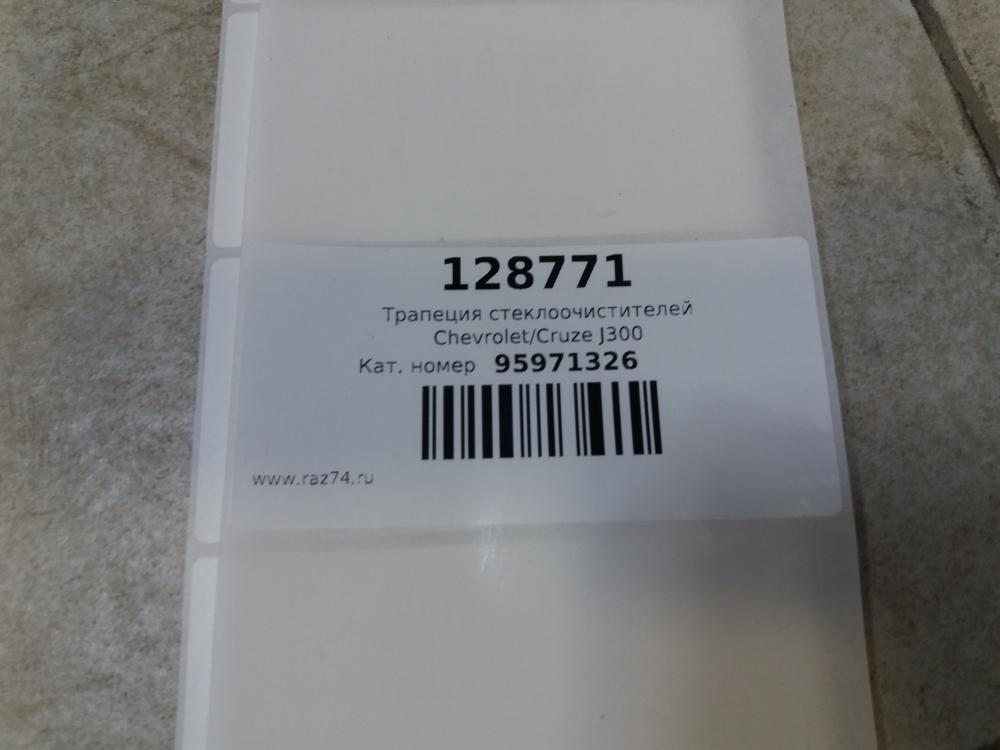 128771
Трапеция стеклоочистителей
Chevrolet/Cruze J300
Кат. номер 95971326
www.raz74.ru